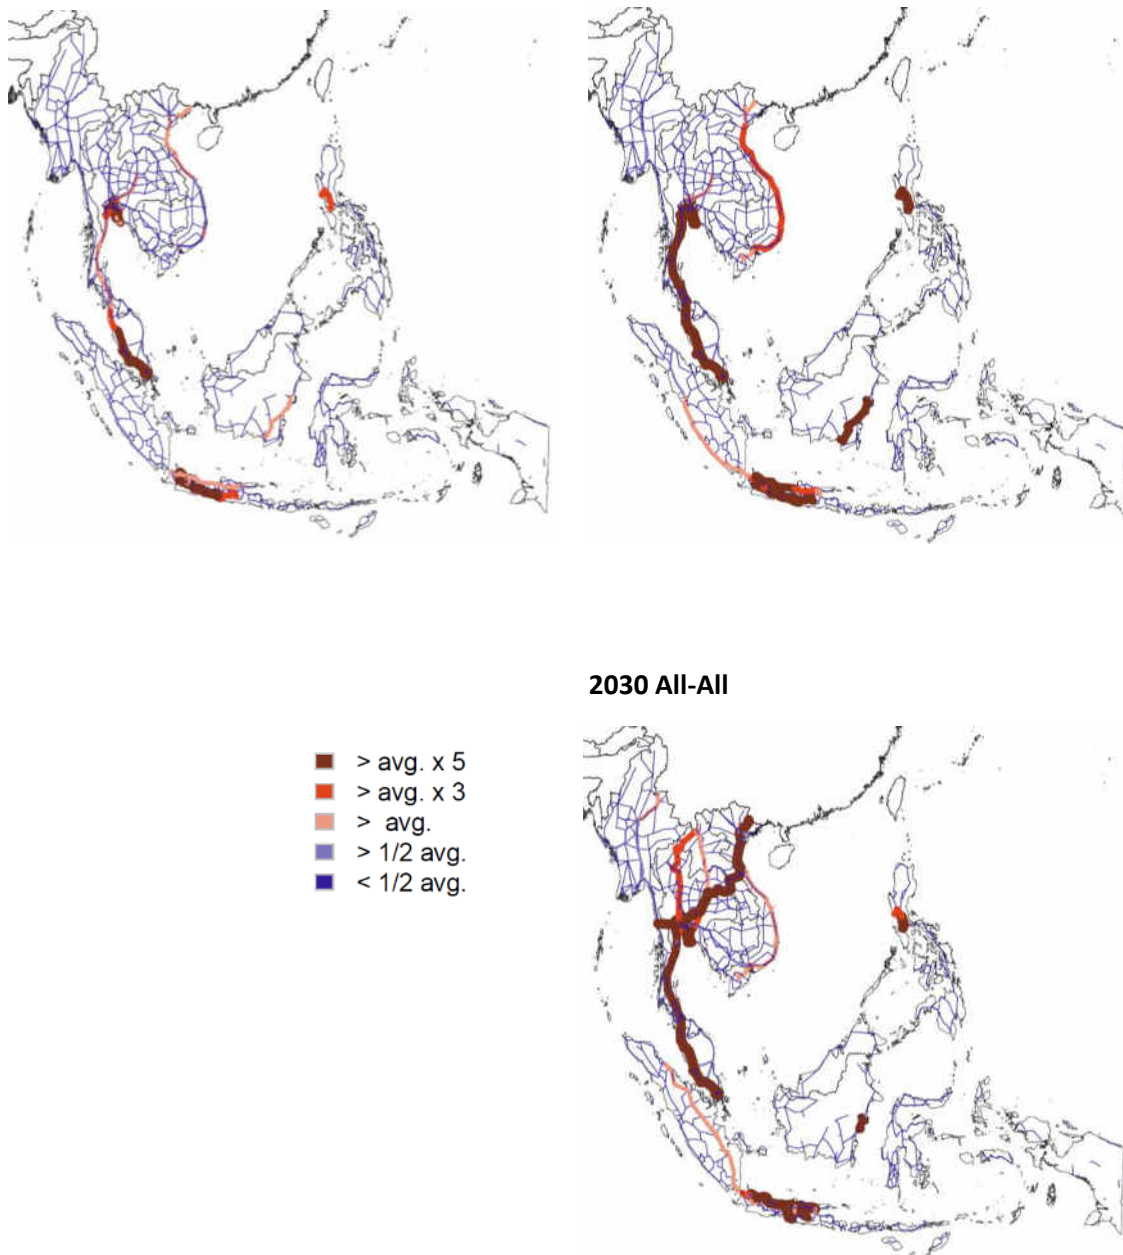 2030 All-All
> avg. x 5
> avg. x 3
> avg.
> 1/2 avg.
< 1/2 avg.